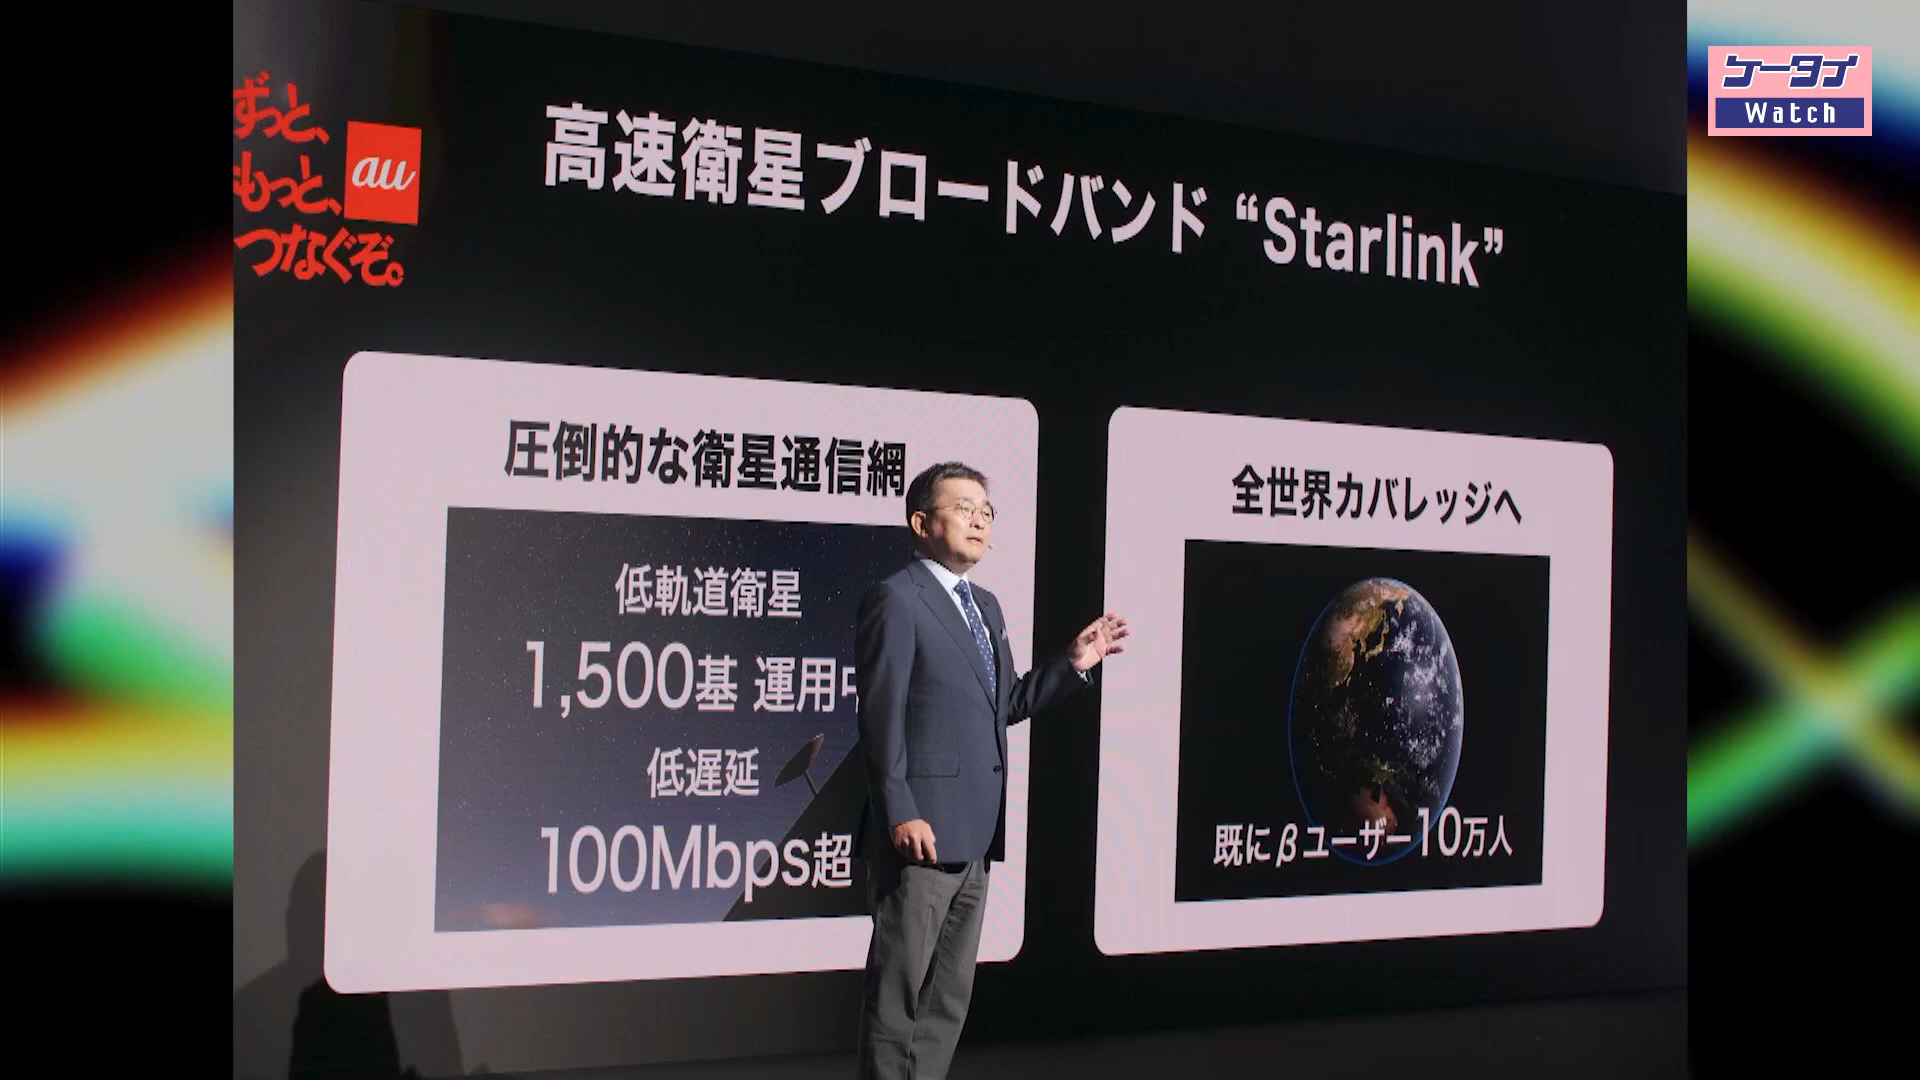 ずっと、
もっと、
つなぐぞ。
au
高速衛星ブロードバンド “Starlink”
圧倒的な衛星通信網
低軌道衛星
1,500基 運用中
低遅延
100Mbps超
全世界カバレッジへ
既にβユーザー10万人
ケータイ
Watch